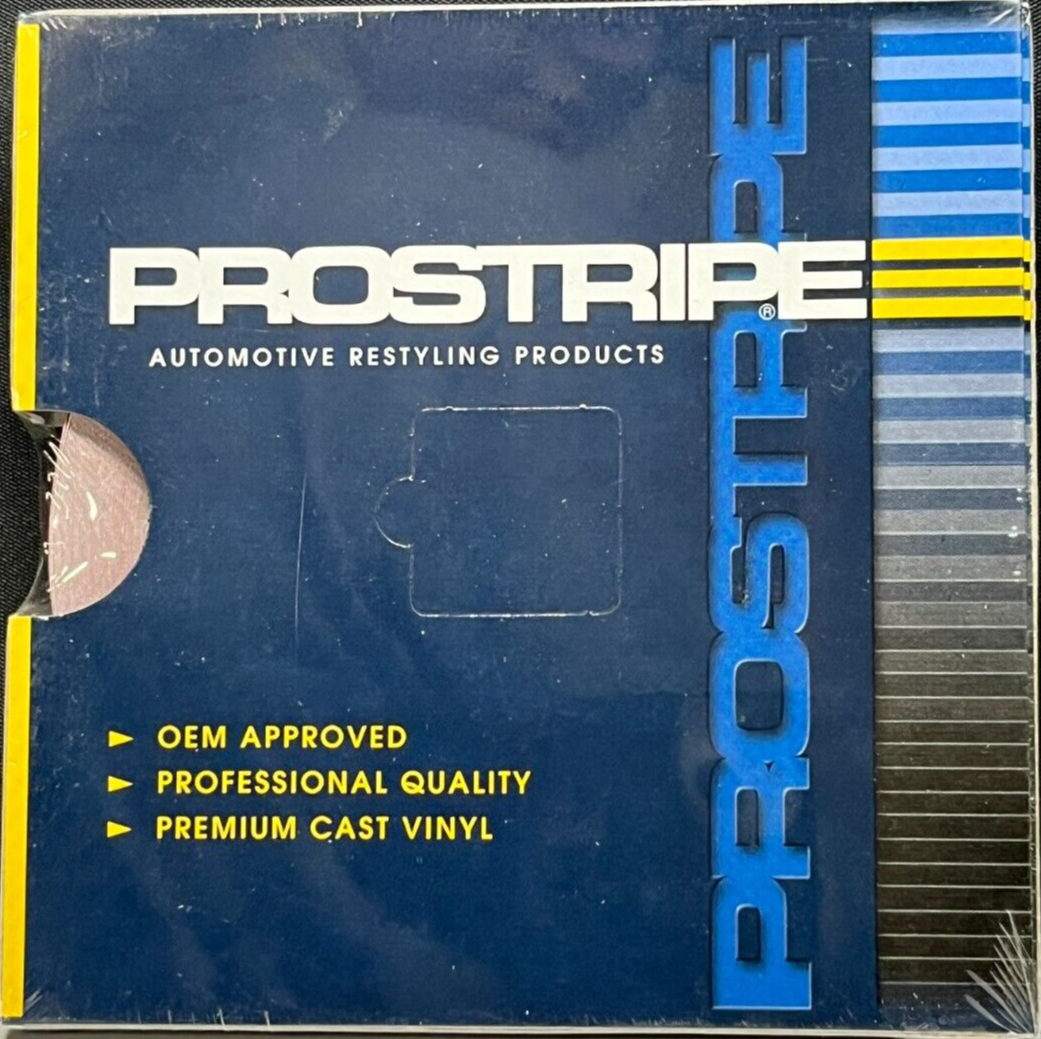 PROSTRIPE®
AUTOMOTIVE RESTYLING PRODUCTS
PROSTRIPE
► OEM APPROVED
► PROFESSIONAL QUALITY
► PREMIUM CAST VINYL